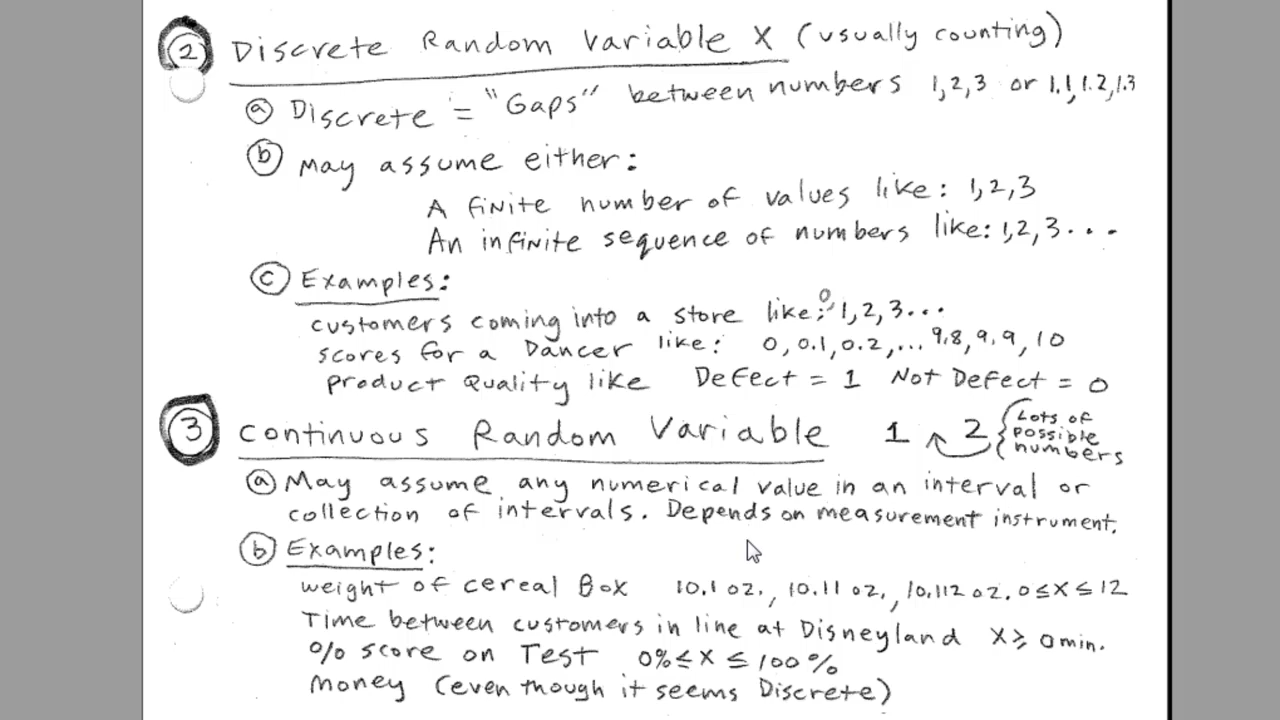 ② Discrete Random Variable X (usually counting)
ⓐ Discrete = "Gaps" between numbers 1,2,3 or 1.1,1.2,1.3
ⓑ May assume either:
A finite number of values like: 1,2,3
An infinite sequence of numbers like: 1,2,3...
ⓒ Examples:
customers coming into a store like: 0, 1,2,3...
scores for a Dancer like: 0, 0.1, 0.2,... 9.8, 9.9, 10
product Quality like Defect = 1 Not Defect = 0
③ Continuous Random Variable 1 2 { Lots of possible numbers
ⓐ May assume any numerical value in an interval or
collection of intervals. Depends on measurement instrument.
ⓑ Examples:
weight of cereal Box 10.1 oz., 10.11 oz., 10.112 oz. 0≤X≤12
Time between customers in line at Disneyland X≥0min.
% score on Test 0%≤X≤100%
Money (even though it seems Discrete)